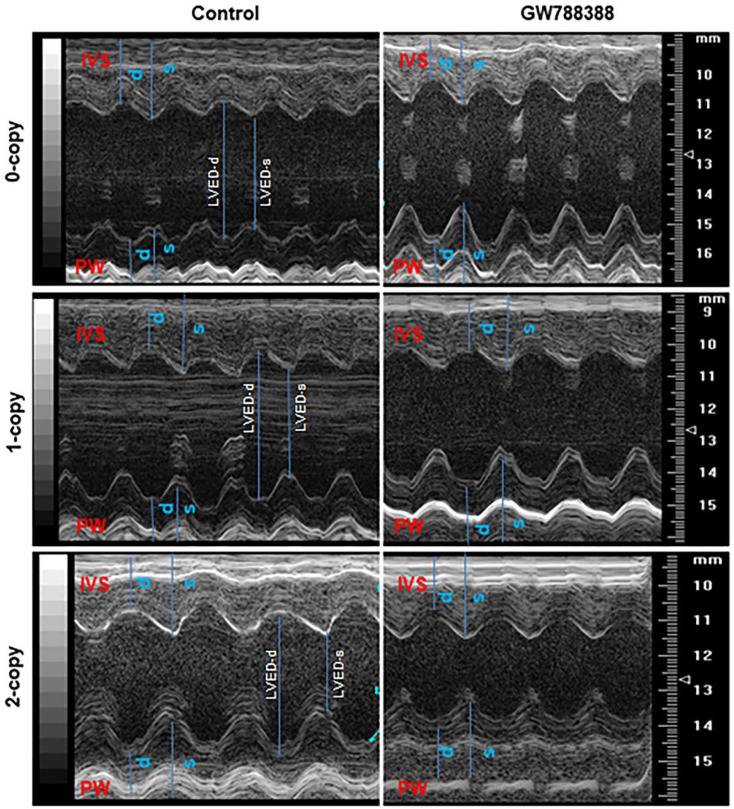 Control GW788388
0-copy
IVS d s
LVED-d LVED-s
PW d s
IVS d s
PW d s
mm
10
11
12
13
14
15
16
1-copy
IVS d s
LVED-d LVED-s
PW d s
IVS d s
PW d s
mm
9
10
11
12
13
14
15
2-copy
IVS d s
LVED-d LVED-s
PW d s
IVS d s
PW d s
mm
10
11
12
13
14
15